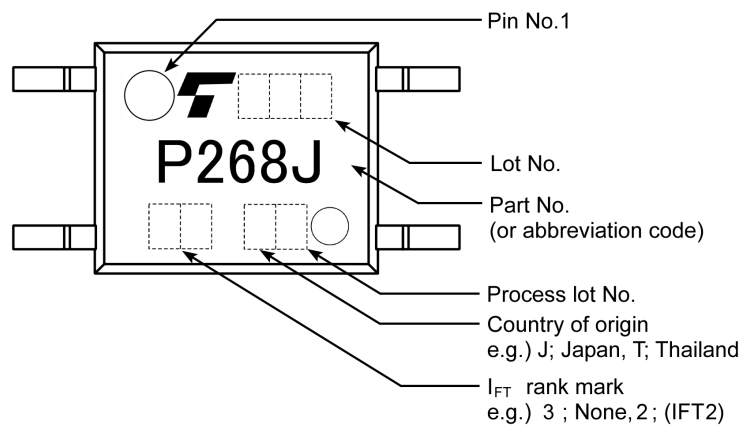 Pin No.1
P268J
Lot No.
Part No.
(or abbreviation code)
Process lot No.
Country of origin
e.g.) J; Japan, T; Thailand
IFT rank mark
e.g.) 3 ; None, 2 ; (IFT2)